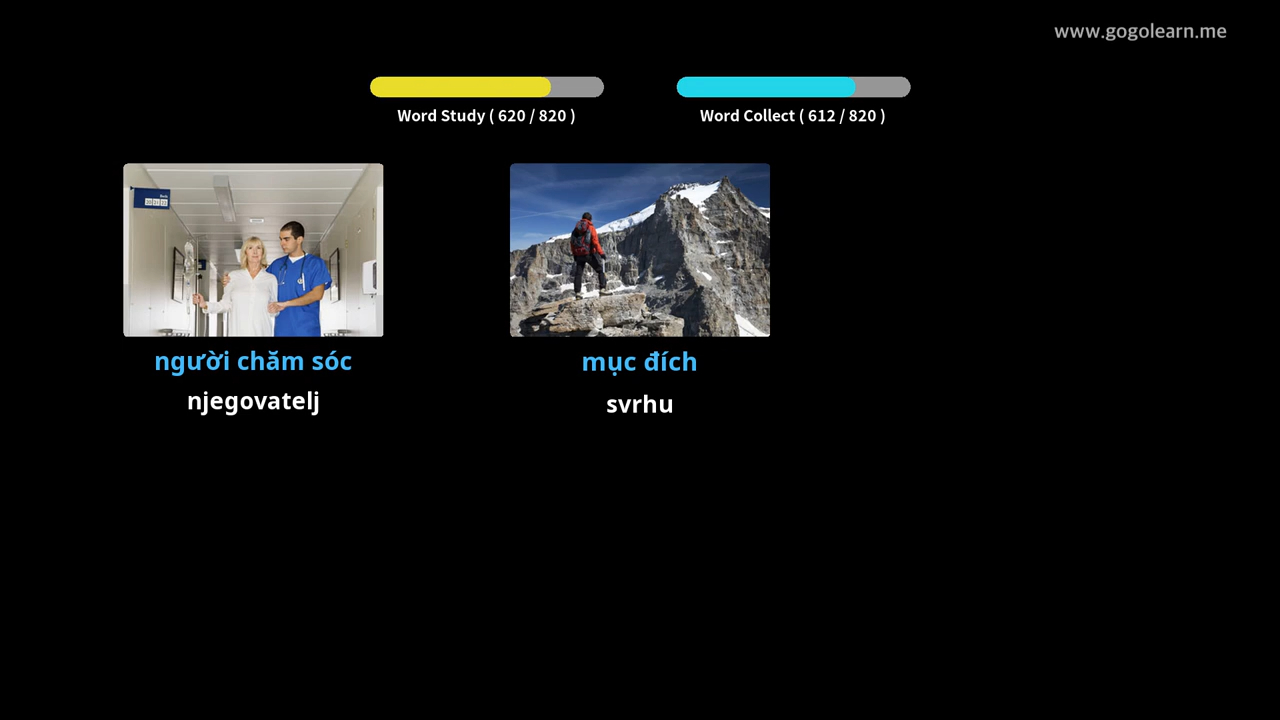 www.gogolearn.me
Word Study ( 620 / 820 )
Word Collect ( 612 / 820 )
người chăm sóc
njegovatelj
mục đích
svrhu